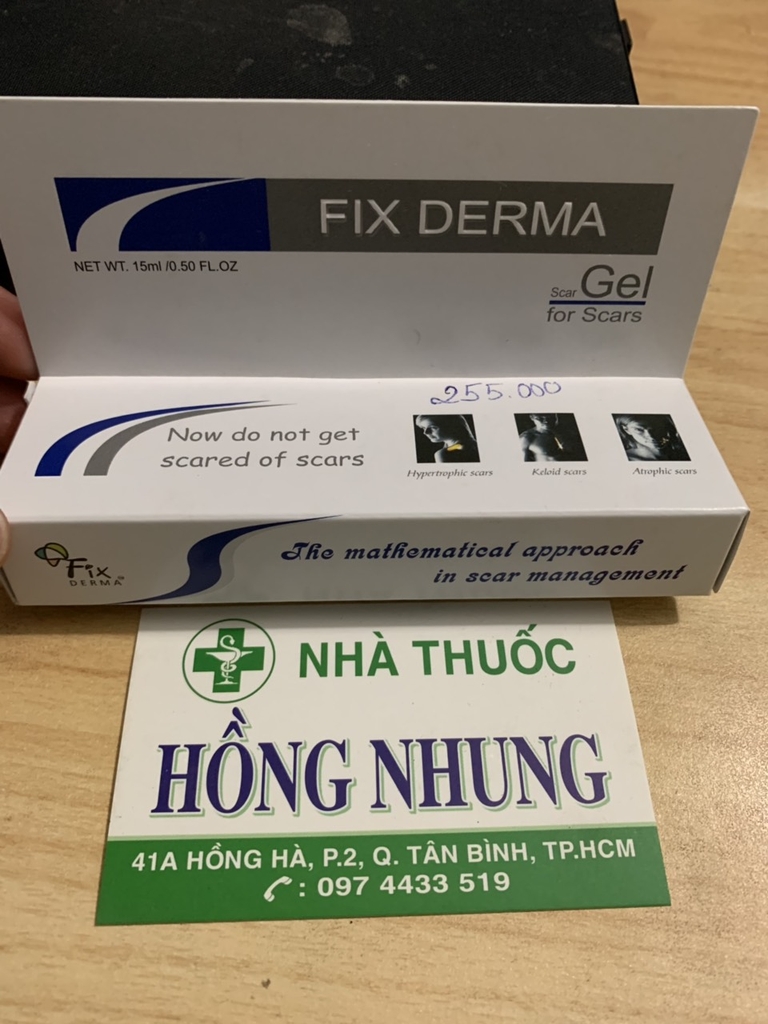 FIX DERMA
NET WT. 15ml /0.50 FL.OZ
Scar Gel
for Scars
255.000
Now do not get
scared of scars
Hypertrophic scars
Keloid scars
Atrophic scars
Fix
DERMA™
The mathematical approach
in scar management
NHÀ THUỐC
HỒNG NHUNG
41A HỒNG HÀ, P.2, Q. TÂN BÌNH, TP.HCM
: 097 4433 519